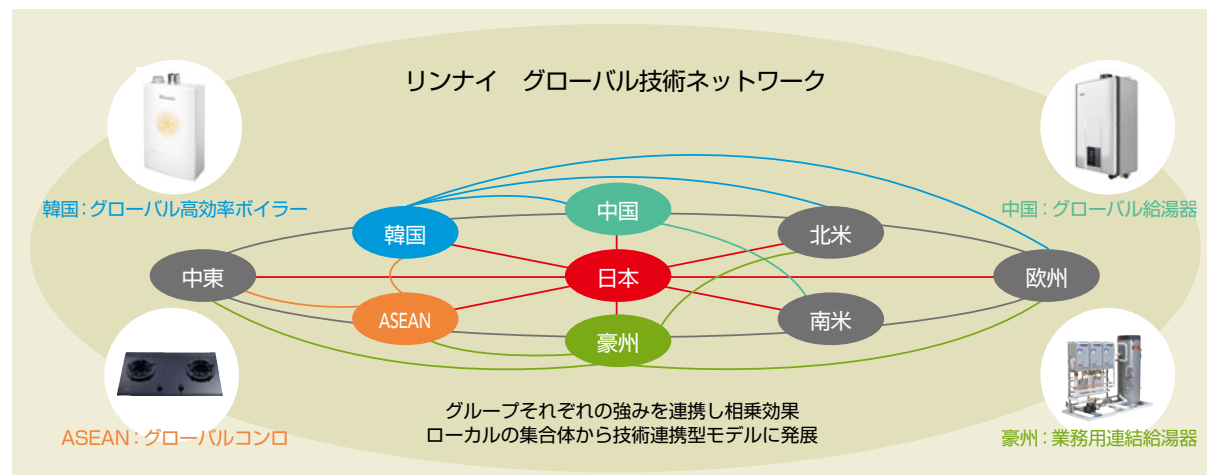 リンナイ　グローバル技術ネットワーク
韓国：グローバル高効率ボイラー
中国：グローバル給湯器
中国
韓国
北米
中東
日本
欧州
ASEAN
南米
豪州
グループそれぞれの強みを連携し相乗効果
ローカルの集合体から技術連携型モデルに発展
ASEAN：グローバルコンロ
豪州：業務用連結給湯器